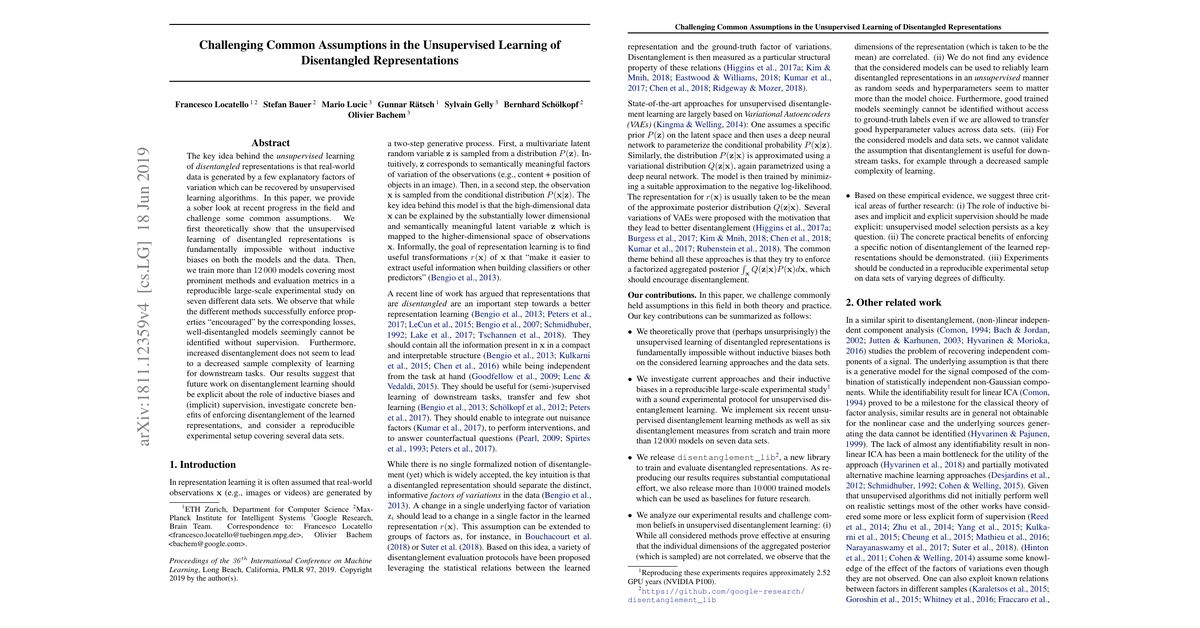 arXiv:1811.12359v4 [cs.LG] 18 Jun 2019
Challenging Common Assumptions in the Unsupervised Learning of
Disentangled Representations
Francesco Locatello 1 2 Stefan Bauer 2 Mario Lucic 3 Gunnar Rätsch 1 Sylvain Gelly 3 Bernhard Schölkopf 2
Olivier Bachem 3
Abstract
The key idea behind the unsupervised learning
of disentangled representations is that real-world
data is generated by a few explanatory factors of
variation which can be recovered by unsupervised
learning algorithms. In this paper, we provide
a sober look at recent progress in the field and
challenge some common assumptions. We
first theoretically show that the unsupervised
learning of disentangled representations is
fundamentally impossible without inductive
biases on both the models and the data. Then,
we train more than 12 000 models covering most
prominent methods and evaluation metrics in a
reproducible large-scale experimental study on
seven different data sets. We observe that while
the different methods successfully enforce prop-
erties “encouraged” by the corresponding losses,
well-disentangled models seemingly cannot be
identified without supervision. Furthermore,
increased disentanglement does not seem to lead
to a decreased sample complexity of learning
for downstream tasks. Our results suggest that
future work on disentanglement learning should
be explicit about the role of inductive biases and
(implicit) supervision, investigate concrete ben-
efits of enforcing disentanglement of the learned
representations, and consider a reproducible
experimental setup covering several data sets.
1. Introduction
In representation learning it is often assumed that real-world
observations x (e.g., images or videos) are generated by
1ETH Zurich, Department for Computer Science 2Max-
Planck Institute for Intelligent Systems 3Google Research,
Brain Team. Correspondence to: Francesco Locatello
<francesco.locatello@tuebingen.mpg.de>, Olivier Bachem
<bachem@google.com>.
Proceedings of the 36th International Conference on Machine
Learning, Long Beach, California, PMLR 97, 2019. Copyright
2019 by the author(s).
a two-step generative process. First, a multivariate latent
random variable z is sampled from a distribution P(z). In-
tuitively, z corresponds to semantically meaningful factors
of variation of the observations (e.g., content + position of
objects in an image). Then, in a second step, the observation
x is sampled from the conditional distribution P(x|z). The
key idea behind this model is that the high-dimensional data
x can be explained by the substantially lower dimensional
and semantically meaningful latent variable z which is
mapped to the higher-dimensional space of observations
x. Informally, the goal of representation learning is to find
useful transformations r(x) of x that “make it easier to
extract useful information when building classifiers or other
predictors” (Bengio et al., 2013).
A recent line of work has argued that representations that
are disentangled are an important step towards a better
representation learning (Bengio et al., 2013; Peters et al.,
2017; LeCun et al., 2015; Bengio et al., 2007; Schmidhuber,
1992; Lake et al., 2017; Tschannen et al., 2018). They
should contain all the information present in x in a compact
and interpretable structure (Bengio et al., 2013; Kulkarni
et al., 2015; Chen et al., 2016) while being independent
from the task at hand (Goodfellow et al., 2009; Lenc &
Vedaldi, 2015). They should be useful for (semi-)supervised
learning of downstream tasks, transfer and few shot
learning (Bengio et al., 2013; Schölkopf et al., 2012; Peters
et al., 2017). They should enable to integrate out nuisance
factors (Kumar et al., 2017), to perform interventions, and
to answer counterfactual questions (Pearl, 2009; Spirtes
et al., 1993; Peters et al., 2017).
While there is no single formalized notion of disentangle-
ment (yet) which is widely accepted, the key intuition is that
a disentangled representation should separate the distinct,
informative factors of variations in the data (Bengio et al.,
2013). A change in a single underlying factor of variation
zi should lead to a change in a single factor in the learned
representation r(x). This assumption can be extended to
groups of factors as, for instance, in Bouchacourt et al.
(2018) or Suter et al. (2018). Based on this idea, a variety of
disentanglement evaluation protocols have been proposed
leveraging the statistical relations between the learned
Challenging Common Assumptions in the Unsupervised Learning of Disentangled Representations
representation and the ground-truth factor of variations.
Disentanglement is then measured as a particular structural
property of these relations (Higgins et al., 2017a; Kim &
Mnih, 2018; Eastwood & Williams, 2018; Kumar et al.,
2017; Chen et al., 2018; Ridgeway & Mozer, 2018).
State-of-the-art approaches for unsupervised disentangle-
ment learning are largely based on Variational Autoencoders
(VAEs) (Kingma & Welling, 2014): One assumes a specific
prior P(z) on the latent space and then uses a deep neural
network to parameterize the conditional probability P(x|z).
Similarly, the distribution P(z|x) is approximated using a
variational distribution Q(z|x), again parametrized using a
deep neural network. The model is then trained by minimiz-
ing a suitable approximation to the negative log-likelihood.
The representation for r(x) is usually taken to be the mean
of the approximate posterior distribution Q(z|x). Several
variations of VAEs were proposed with the motivation that
they lead to better disentanglement (Higgins et al., 2017a;
Burgess et al., 2017; Kim & Mnih, 2018; Chen et al., 2018;
Kumar et al., 2017; Rubenstein et al., 2018). The common
theme behind all these approaches is that they try to enforce
a factorized aggregated posterior ∫x Q(z|x)P(x)dx, which
should encourage disentanglement.
Our contributions. In this paper, we challenge commonly
held assumptions in this field in both theory and practice.
Our key contributions can be summarized as follows:
• We theoretically prove that (perhaps unsurprisingly) the
unsupervised learning of disentangled representations is
fundamentally impossible without inductive biases both
on the considered learning approaches and the data sets.
• We investigate current approaches and their inductive
biases in a reproducible large-scale experimental study1
with a sound experimental protocol for unsupervised dis-
entanglement learning. We implement six recent unsu-
pervised disentanglement learning methods as well as six
disentanglement measures from scratch and train more
than 12 000 models on seven data sets.
• We release disentanglement_lib2, a new library
to train and evaluate disentangled representations. As re-
producing our results requires substantial computational
effort, we also release more than 10 000 trained models
which can be used as baselines for future research.
• We analyze our experimental results and challenge com-
mon beliefs in unsupervised disentanglement learning: (i)
While all considered methods prove effective at ensuring
that the individual dimensions of the aggregated posterior
(which is sampled) are not correlated, we observe that the
1Reproducing these experiments requires approximately 2.52
GPU years (NVIDIA P100).
2https://github.com/google-research/
disentanglement_lib
dimensions of the representation (which is taken to be the
mean) are correlated. (ii) We do not find any evidence
that the considered models can be used to reliably learn
disentangled representations in an unsupervised manner
as random seeds and hyperparameters seem to matter
more than the model choice. Furthermore, good trained
models seemingly cannot be identified without access
to ground-truth labels even if we are allowed to transfer
good hyperparameter values across data sets. (iii) For
the considered models and data sets, we cannot validate
the assumption that disentanglement is useful for down-
stream tasks, for example through a decreased sample
complexity of learning.
• Based on these empirical evidence, we suggest three crit-
ical areas of further research: (i) The role of inductive bi-
ases and implicit and explicit supervision should be made
explicit: unsupervised model selection persists as a key
question. (ii) The concrete practical benefits of enforcing
a specific notion of disentanglement of the learned rep-
resentations should be demonstrated. (iii) Experiments
should be conducted in a reproducible experimental setup
on data sets of varying degrees of difficulty.
2. Other related work
In a similar spirit to disentanglement, (non-)linear indepen-
dent component analysis (Comon, 1994; Bach & Jordan,
2002; Jutten & Karhunen, 2003; Hyvarinen & Morioka,
2016) studies the problem of recovering independent com-
ponents of a signal. The underlying assumption is that there
is a generative model for the signal composed of the com-
bination of statistically independent non-Gaussian compo-
nents. While the identifiability result for linear ICA (Comon,
1994) proved to be a milestone for the classical theory of
factor analysis, similar results are in general not obtainable
for the nonlinear case and the underlying sources gener-
ating the data cannot be identified (Hyvarinen & Pajunen,
1999). The lack of almost any identifiability result in non-
linear ICA has been a main bottleneck for the utility of the
approach (Hyvarinen et al., 2018) and partially motivated
alternative machine learning approaches (Desjardins et al.,
2012; Schmidhuber, 1992; Cohen & Welling, 2015). Given
that unsupervised algorithms did not initially perform well
on realistic settings most of the other works have consid-
ered some more or less explicit form of supervision (Reed
et al., 2014; Zhu et al., 2014; Yang et al., 2015; Kulka-
rni et al., 2015; Cheung et al., 2015; Mathieu et al., 2016;
Narayanaswamy et al., 2017; Suter et al., 2018). (Hinton
et al., 2011; Cohen & Welling, 2014) assume some knowl-
edge of the effect of the factors of variations even though
they are not observed. One can also exploit known relations
between factors in different samples (Karaletsos et al., 2015;
Goroshin et al., 2015; Whitney et al., 2016; Fraccaro et al.,